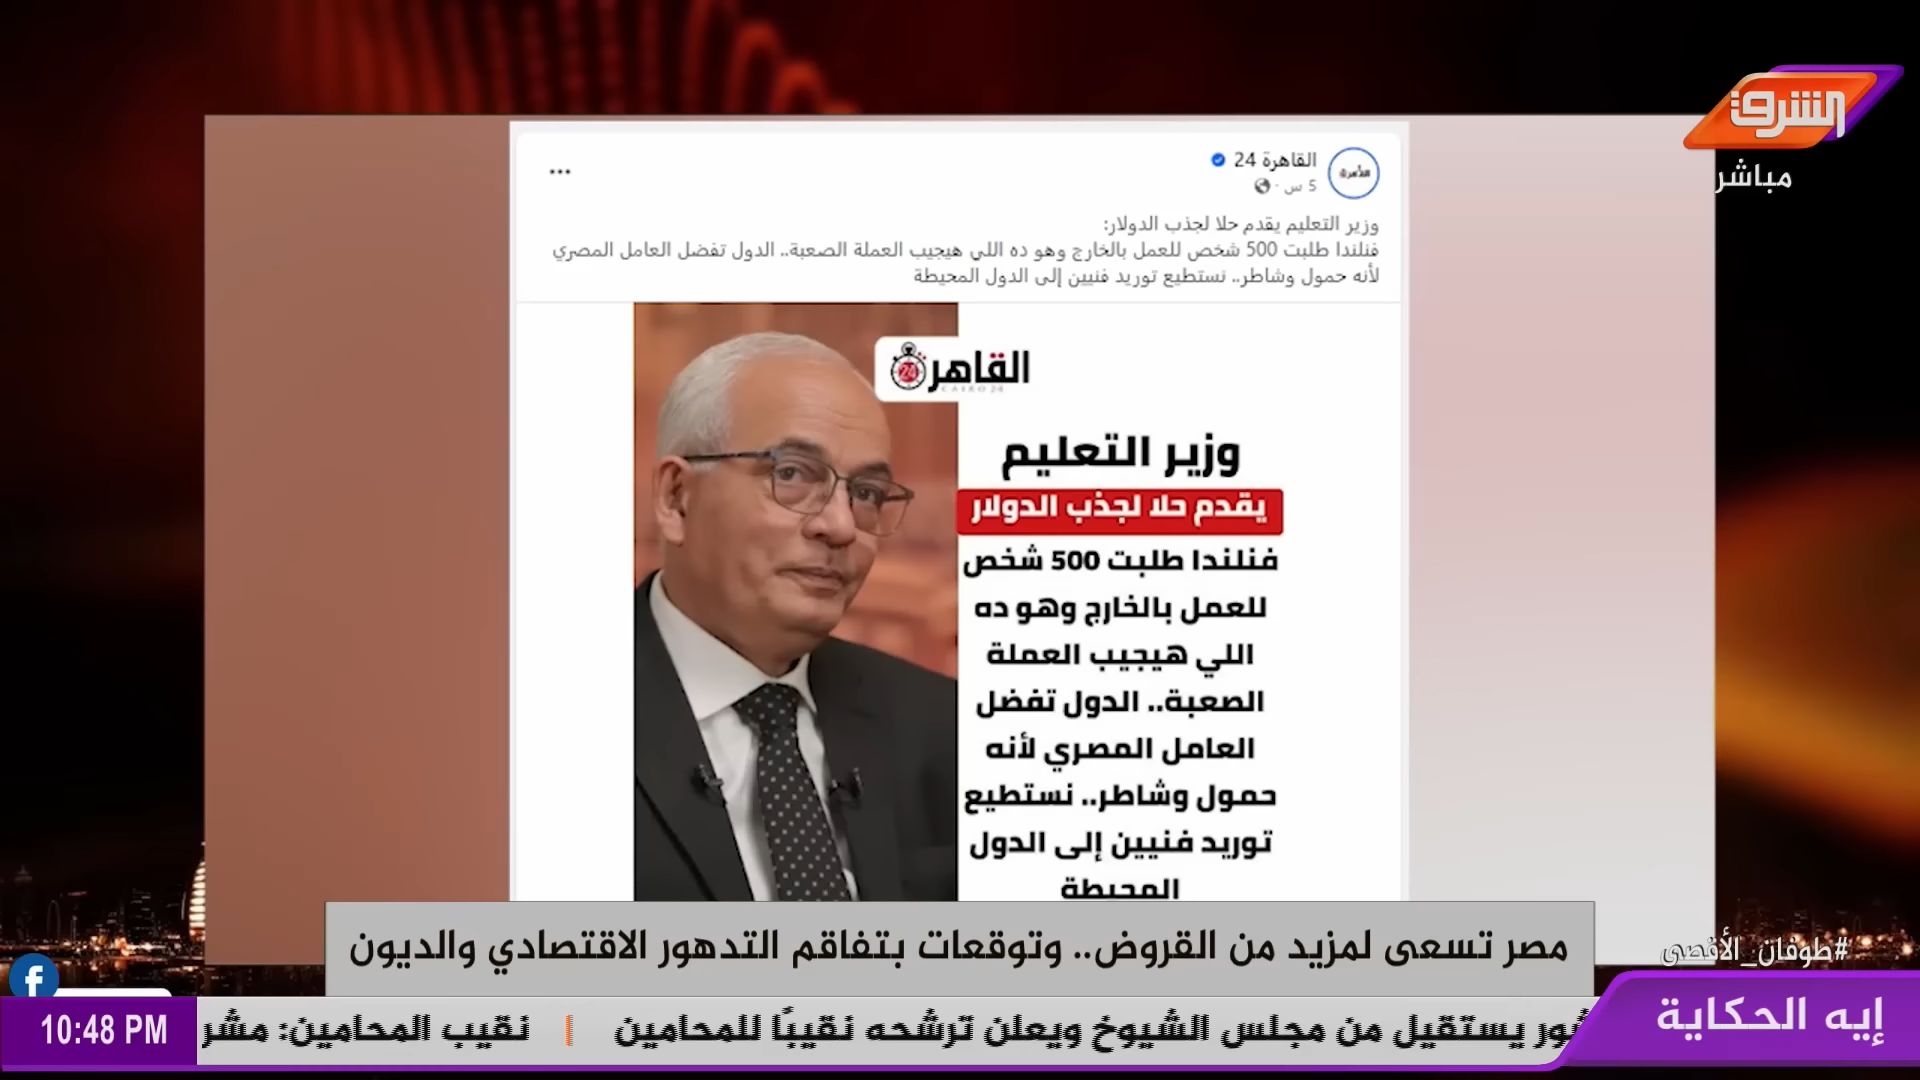 الشرق
مباشر
القاهرة 24
5 س
وزير التعليم يقدم حلا لجذب الدولار:
فنلندا طلبت 500 شخص للعمل بالخارج وهو ده اللي هيجيب العملة الصعبة.. الدول تفضل العامل المصري
لأنه حمول وشاطر.. نستطيع توريد فنيين إلى الدول المحيطة
القاهرة 24
CAIRO 24
وزير التعليم
يقدم حلا لجذب الدولار
فنلندا طلبت 500 شخص
للعمل بالخارج وهو ده
اللي هيجيب العملة
الصعبة.. الدول تفضل
العامل المصري لأنه
حمول وشاطر.. نستطيع
توريد فنيين إلى الدول
المحيطة
مصر تسعى لمزيد من القروض.. وتوقعات بتفاقم التدهور الاقتصادي والديون
#طوفان_الأقصى
إيه الحكاية
يستقيل من مجلس الشيوخ ويعلن ترشحه نقيبًا للمحامين | نقيب المحامين: مشر
10:48 PM